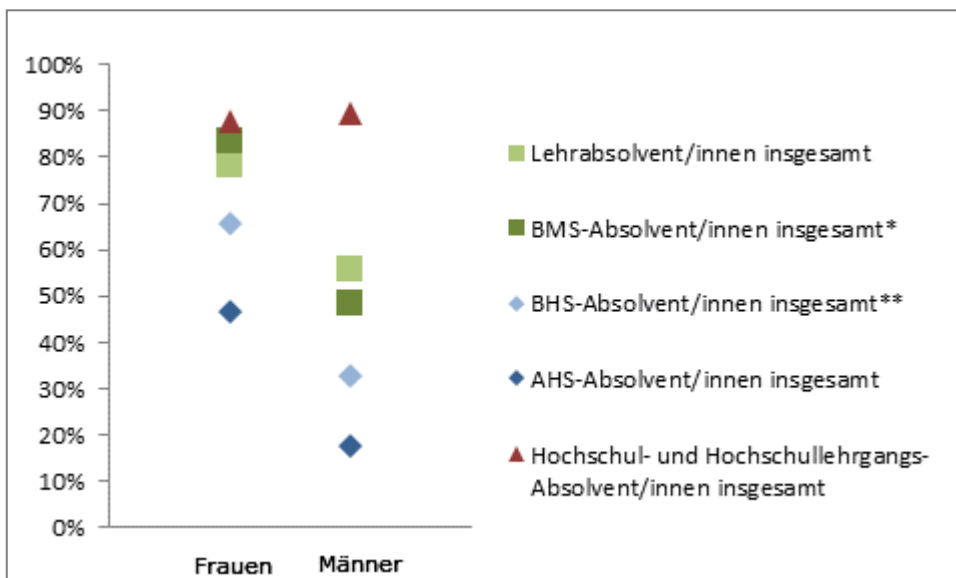 100%
90%
80%
70%
60%
50%
40%
30%
20%
10%
0%
Frauen Männer
Lehrabsolvent/innen insgesamt
BMS-Absolvent/innen insgesamt*
BHS-Absolvent/innen insgesamt**
AHS-Absolvent/innen insgesamt
Hochschul- und Hochschullehrgangs-
Absolvent/innen insgesamt